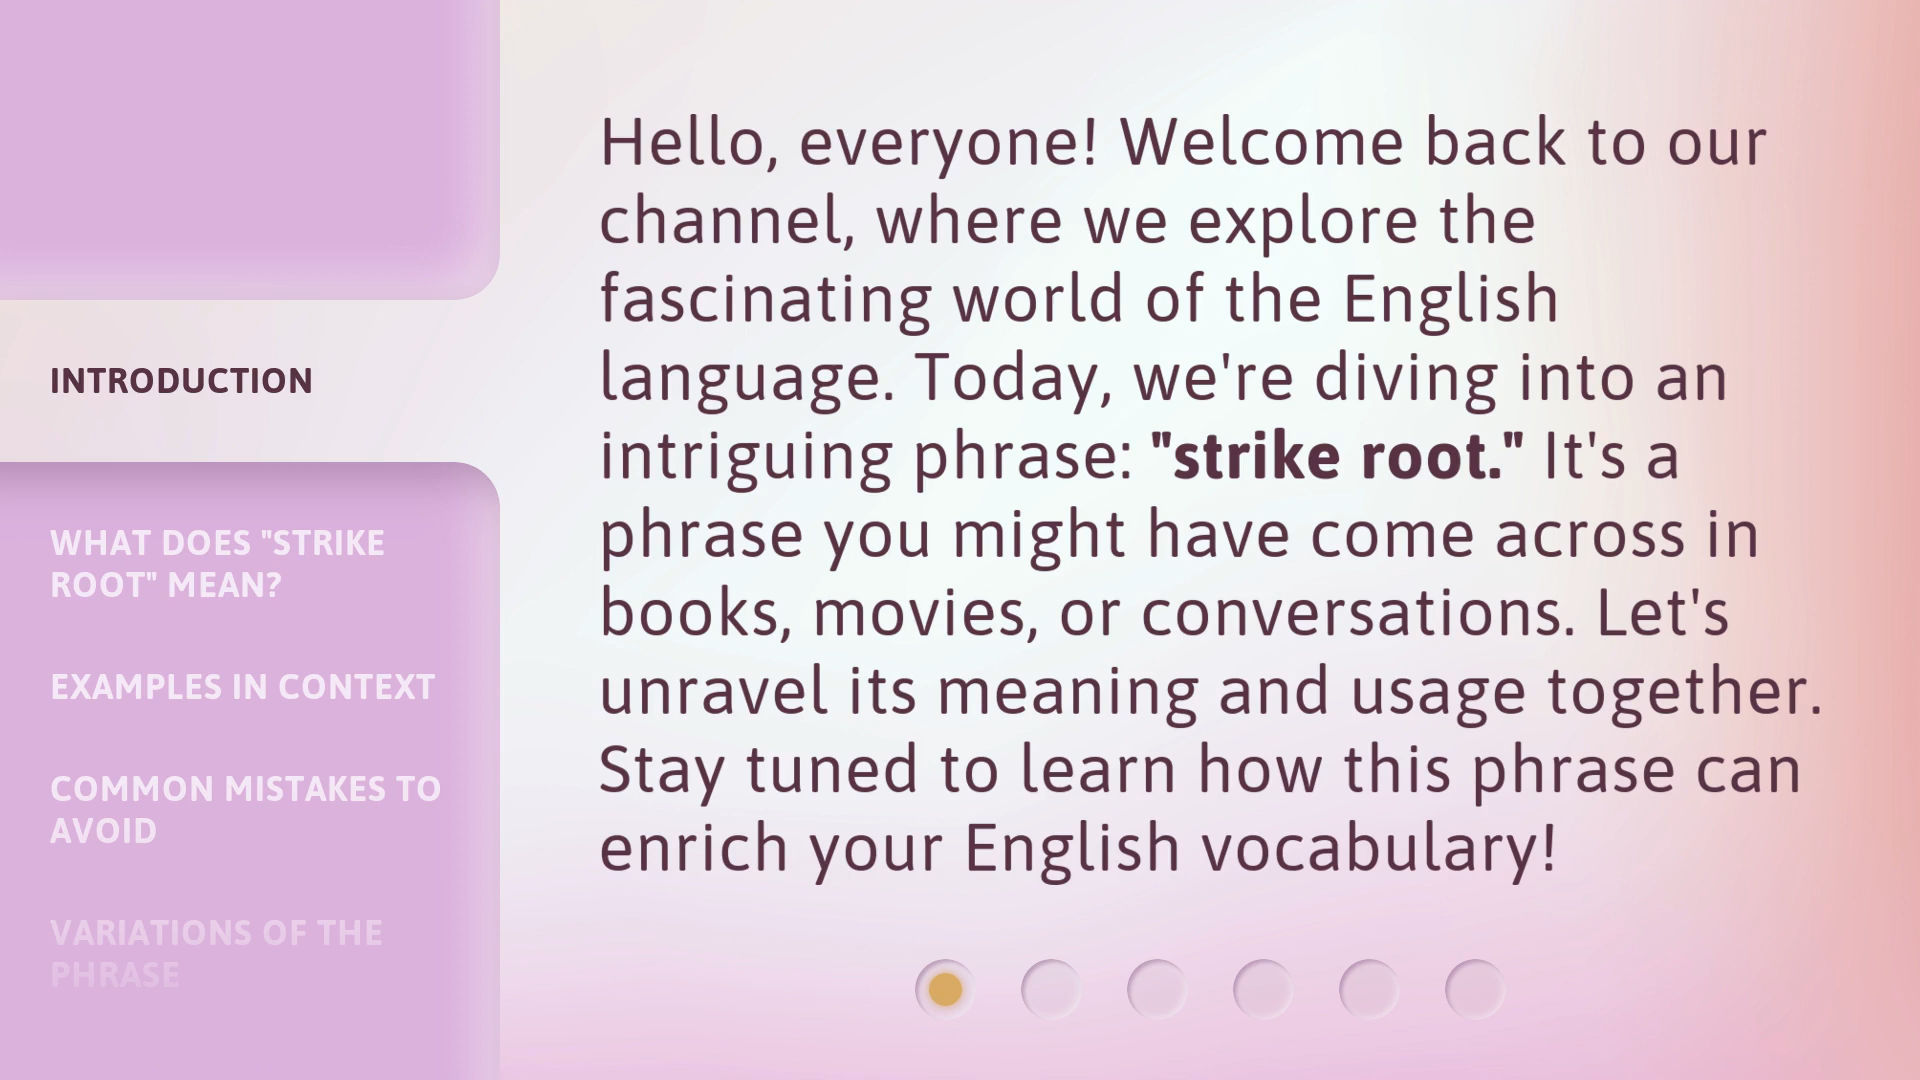 INTRODUCTION
WHAT DOES "STRIKE
ROOT" MEAN?
EXAMPLES IN CONTEXT
COMMON MISTAKES TO
AVOID
VARIATIONS OF THE
PHRASE
Hello, everyone! Welcome back to our
channel, where we explore the
fascinating world of the English
language. Today, we're diving into an
intriguing phrase: "strike root." It's a
phrase you might have come across in
books, movies, or conversations. Let's
unravel its meaning and usage together.
Stay tuned to learn how this phrase can
enrich your English vocabulary!